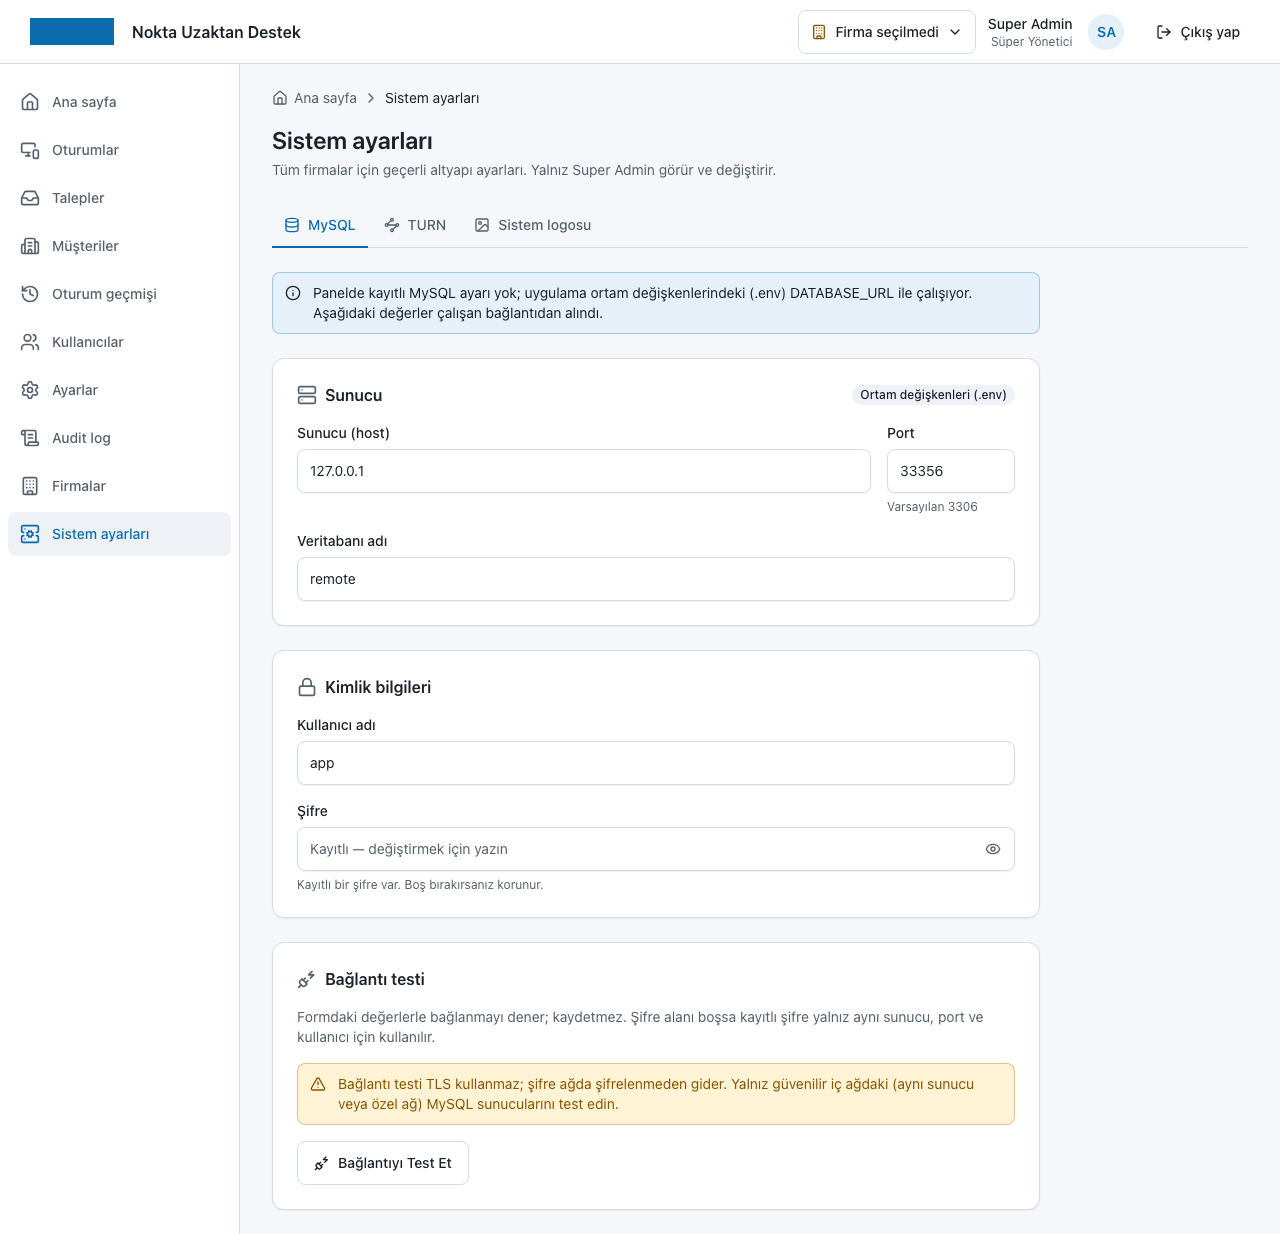 Nokta Uzaktan Destek
Firma seçilmedi
Super Admin
Süper Yönetici
SA
Çıkış yap
Ana sayfa
Oturumlar
Talepler
Müşteriler
Oturum geçmişi
Kullanıcılar
Ayarlar
Audit log
Firmalar
Sistem ayarları
Ana sayfa > Sistem ayarları
Sistem ayarları
Tüm firmalar için geçerli altyapı ayarları. Yalnız Super Admin görür ve değiştirir.
MySQL
TURN
Sistem logosu
Panelde kayıtlı MySQL ayarı yok; uygulama ortam değişkenlerindeki (.env) DATABASE_URL ile çalışıyor.
Aşağıdaki değerler çalışan bağlantıdan alındı.
Sunucu
Ortam değişkenleri (.env)
Sunucu (host)
127.0.0.1
Port
33356
Varsayılan 3306
Veritabanı adı
remote
Kimlik bilgileri
Kullanıcı adı
app
Şifre
Kayıtlı — değiştirmek için yazın
Kayıtlı bir şifre var. Boş bırakırsanız korunur.
Bağlantı testi
Formdaki değerlerle bağlanmayı dener; kaydetmez. Şifre alanı boşsa kayıtlı şifre yalnız aynı sunucu, port ve
kullanıcı için kullanılır.
Bağlantı testi TLS kullanmaz; şifre ağda şifrelenmeden gider. Yalnız güvenilir iç ağdaki (aynı sunucu
veya özel ağ) MySQL sunucularını test edin.
Bağlantıyı Test Et